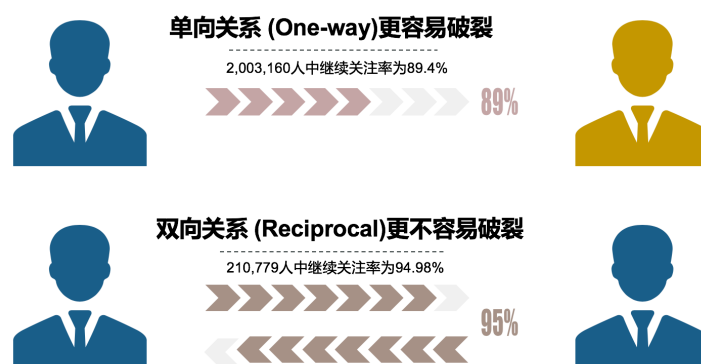 单向关系 (One-way)更容易破裂
2,003,160人中继续关注率为89.4%
89%
双向关系 (Reciprocal)更不容易破裂
210,779人中继续关注率为94.98%
95%